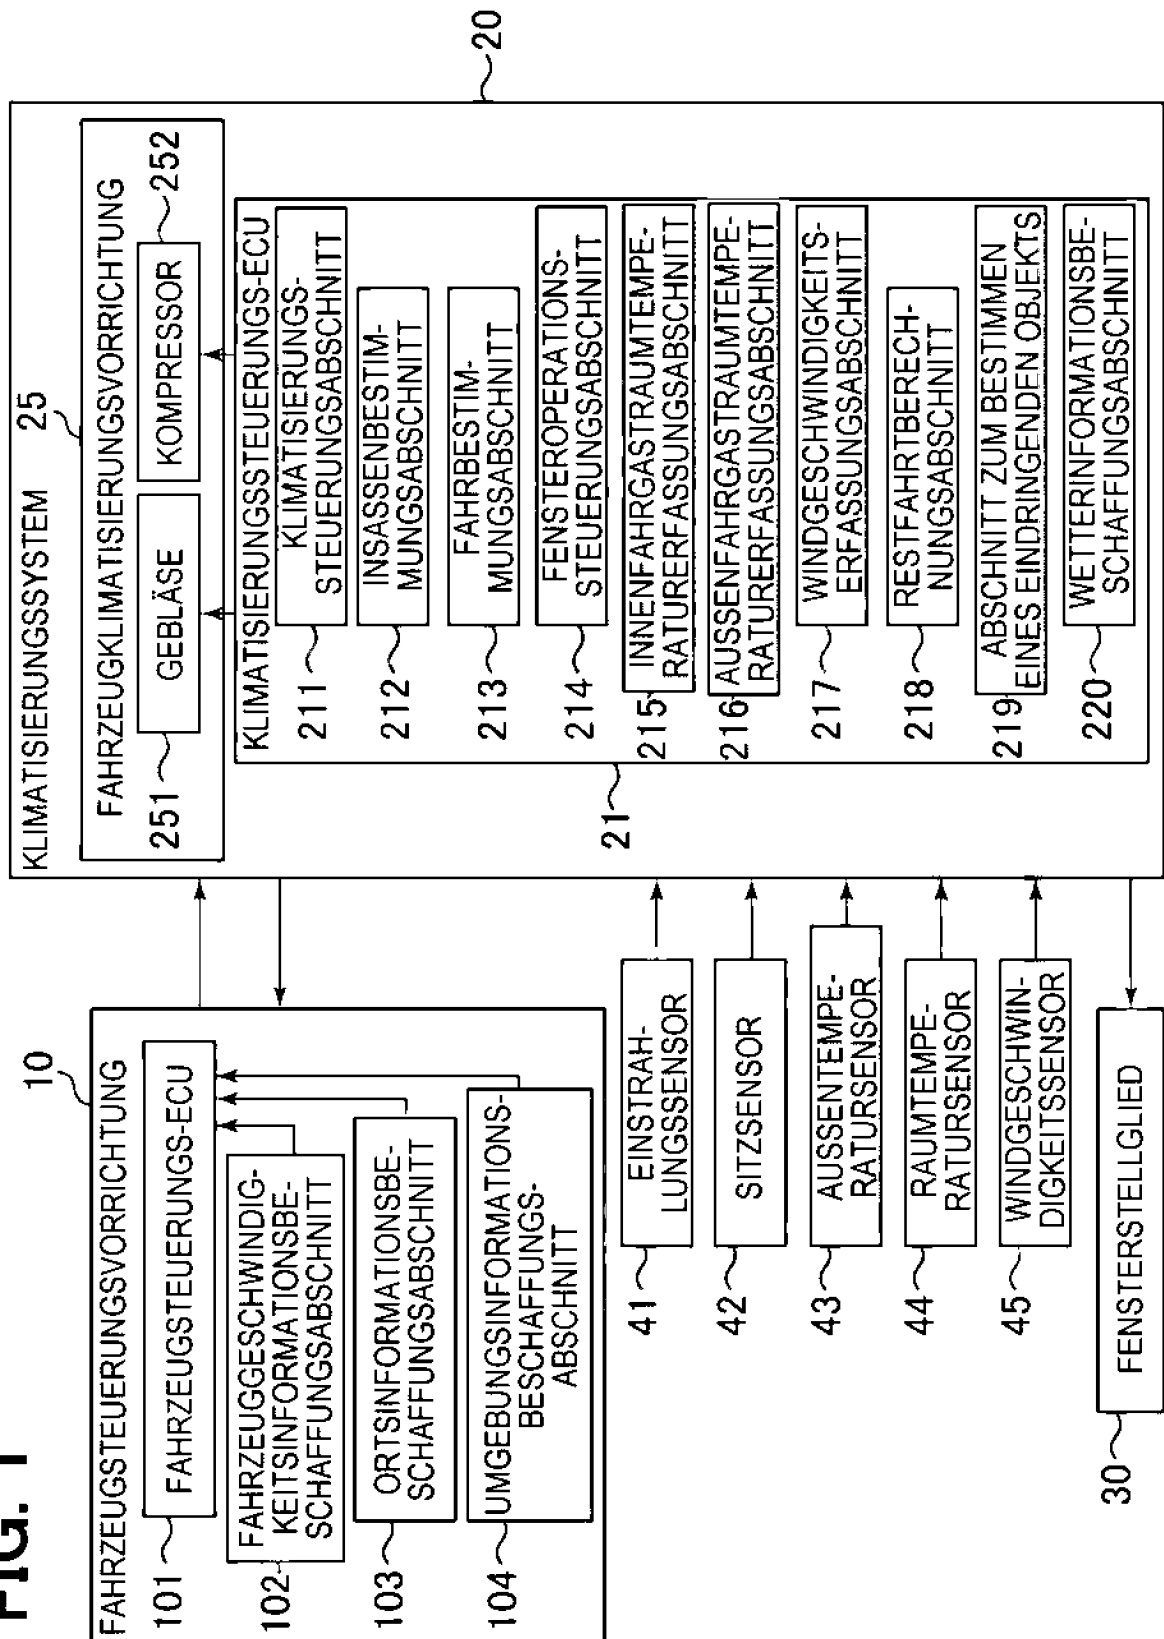 FIG. 1
FAHRZEUGSTEUERUNGSVORRICHTUNG
10
FAHRZEUGSTEUERUNGS-ECU
101
FAHRZEUGGESCHWINDIG-
KEITSINFORMATIONSBE-
SCHAFFUNGSABSCHNITT
102
ORTSINFORMATIONSBE-
SCHAFFUNGSABSCHNITT
103
UMGEBUNGSINFORMATIONS-
BESCHAFFUNGS-
ABSCHNITT
104
EINSTRAH-
LUNGSSENSOR
41
SITZSENSOR
42
AUSSENTEMPE-
RATURSENSOR
43
RAUMTEMPE-
RATURSENSOR
44
WINDGESCHWIN-
DIGKEITSSENSOR
45
FENSTERSTELLGLIED
30
KLIMATISIERUNGSSYSTEM
20
25
FAHRZEUGKLIMATISIERUNGSVORRICHTUNG
251
GEBLÄSE
KOMPRESSOR
252
KLIMATISIERUNGSSTEUERUNGS-ECU
21
KLIMATISIERUNGS-
STEUERUNGSABSCHNITT
211
INSASSENBESTIM-
MUNGSABSCHNITT
212
FAHRBESTIM-
MUNGSABSCHNITT
213
FENSTEROPERATIONS-
STEUERUNGSABSCHNITT
214
INNENFAHRGASTRAUMTEMPE-
RATURERFASSUNGSABSCHNITT
215
AUSSENFAHRGASTRAUMTEMPE-
RATURERFASSUNGSABSCHNITT
216
WINDGESCHWINDIGKEITS-
ERFASSUNGSABSCHNITT
217
RESTFAHRTBERECH-
NUNGSABSCHNITT
218
ABSCHNITT ZUM BESTIMMEN
EINES EINDRINGENDEN OBJEKTS
219
WETTERINFORMATIONSBE-
SCHAFFUNGSABSCHNITT
220